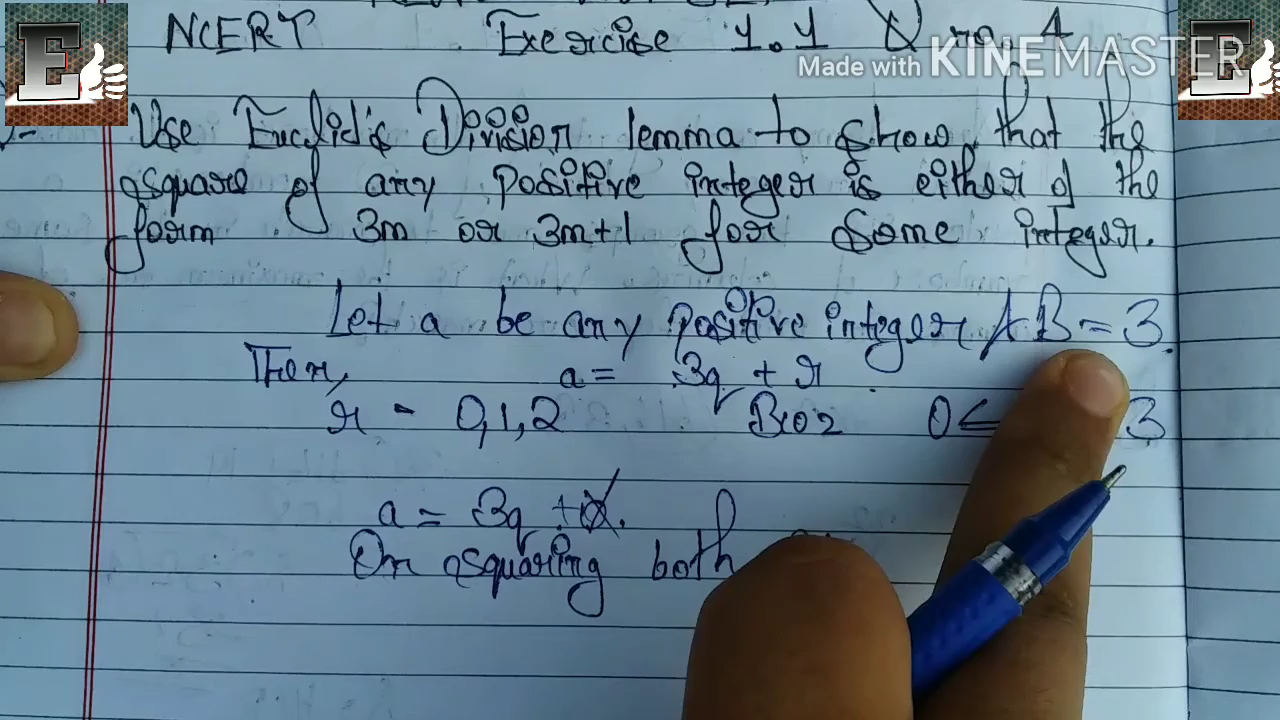 NCERT Exercise 1.1 Q no. 4
Made with KINEMASTER
E E
Use Euclid's Division lemma to show that the
square of any positive integer is either of the
form 3m or 3m+1 for some integer.
Let a be any positive integer & B = 3.
Then, a = 3q + r
r - 0, 1, 2 0 ≤ 3
a = 3q + 0.
On squaring both